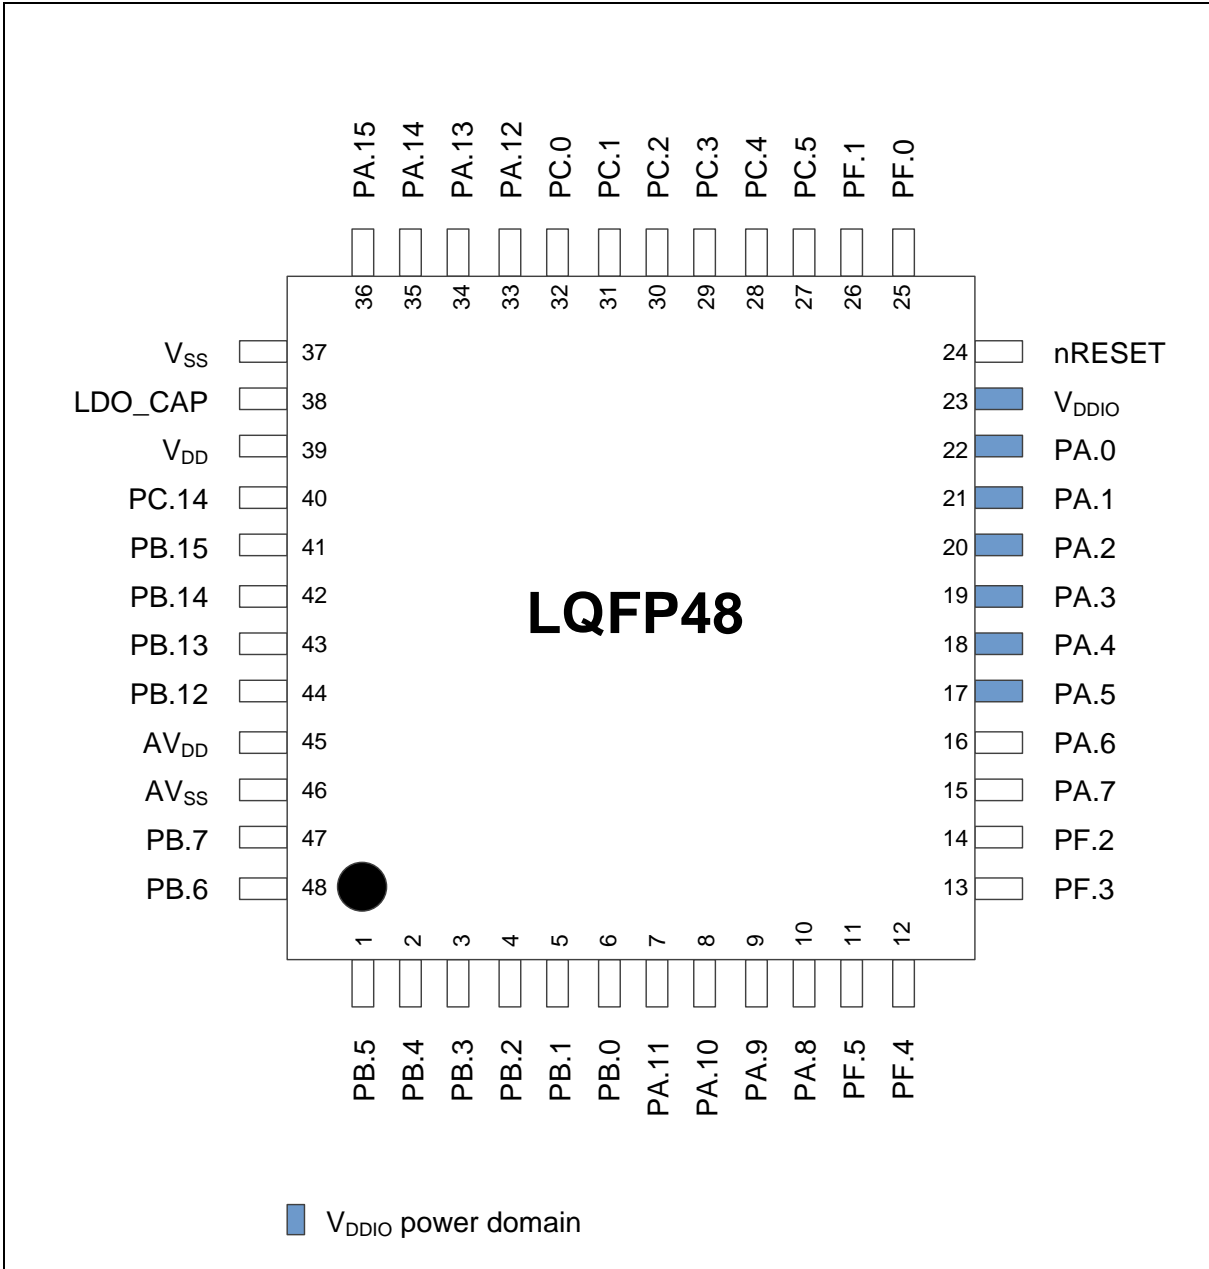 PA.15
PA.14
PA.13
PA.12
PC.0
PC.1
PC.2
PC.3
PC.4
PC.5
PF.1
PF.0
36
35
34
33
32
31
30
29
28
27
26
25
VSS 37
LDO_CAP 38
VDD 39
PC.14 40
PB.15 41
PB.14 42
PB.13 43
PB.12 44
AVDD 45
AVSS 46
PB.7 47
PB.6 48
LQFP48
24 nRESET
23 VDDIO
22 PA.0
21 PA.1
20 PA.2
19 PA.3
18 PA.4
17 PA.5
16 PA.6
15 PA.7
14 PF.2
13 PF.3
1
2
3
4
5
6
7
8
9
10
11
12
PB.5
PB.4
PB.3
PB.2
PB.1
PB.0
PA.11
PA.10
PA.9
PA.8
PF.5
PF.4
VDDIO power domain